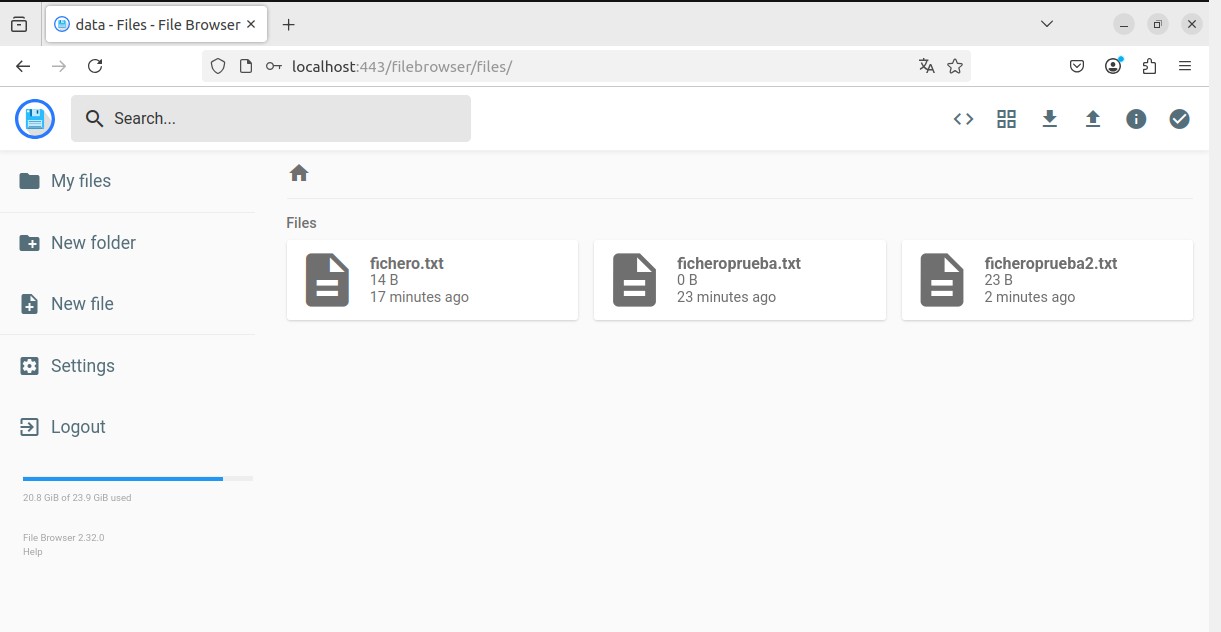 data - Files - File Browser
localhost:443/filebrowser/files/
Search...
My files
New folder
New file
Settings
Logout
20.8 GiB of 23.9 GiB used
File Browser 2.32.0
Help
Files
fichero.txt
14 B
17 minutes ago
ficheroprueba.txt
0 B
23 minutes ago
ficheroprueba2.txt
23 B
2 minutes ago